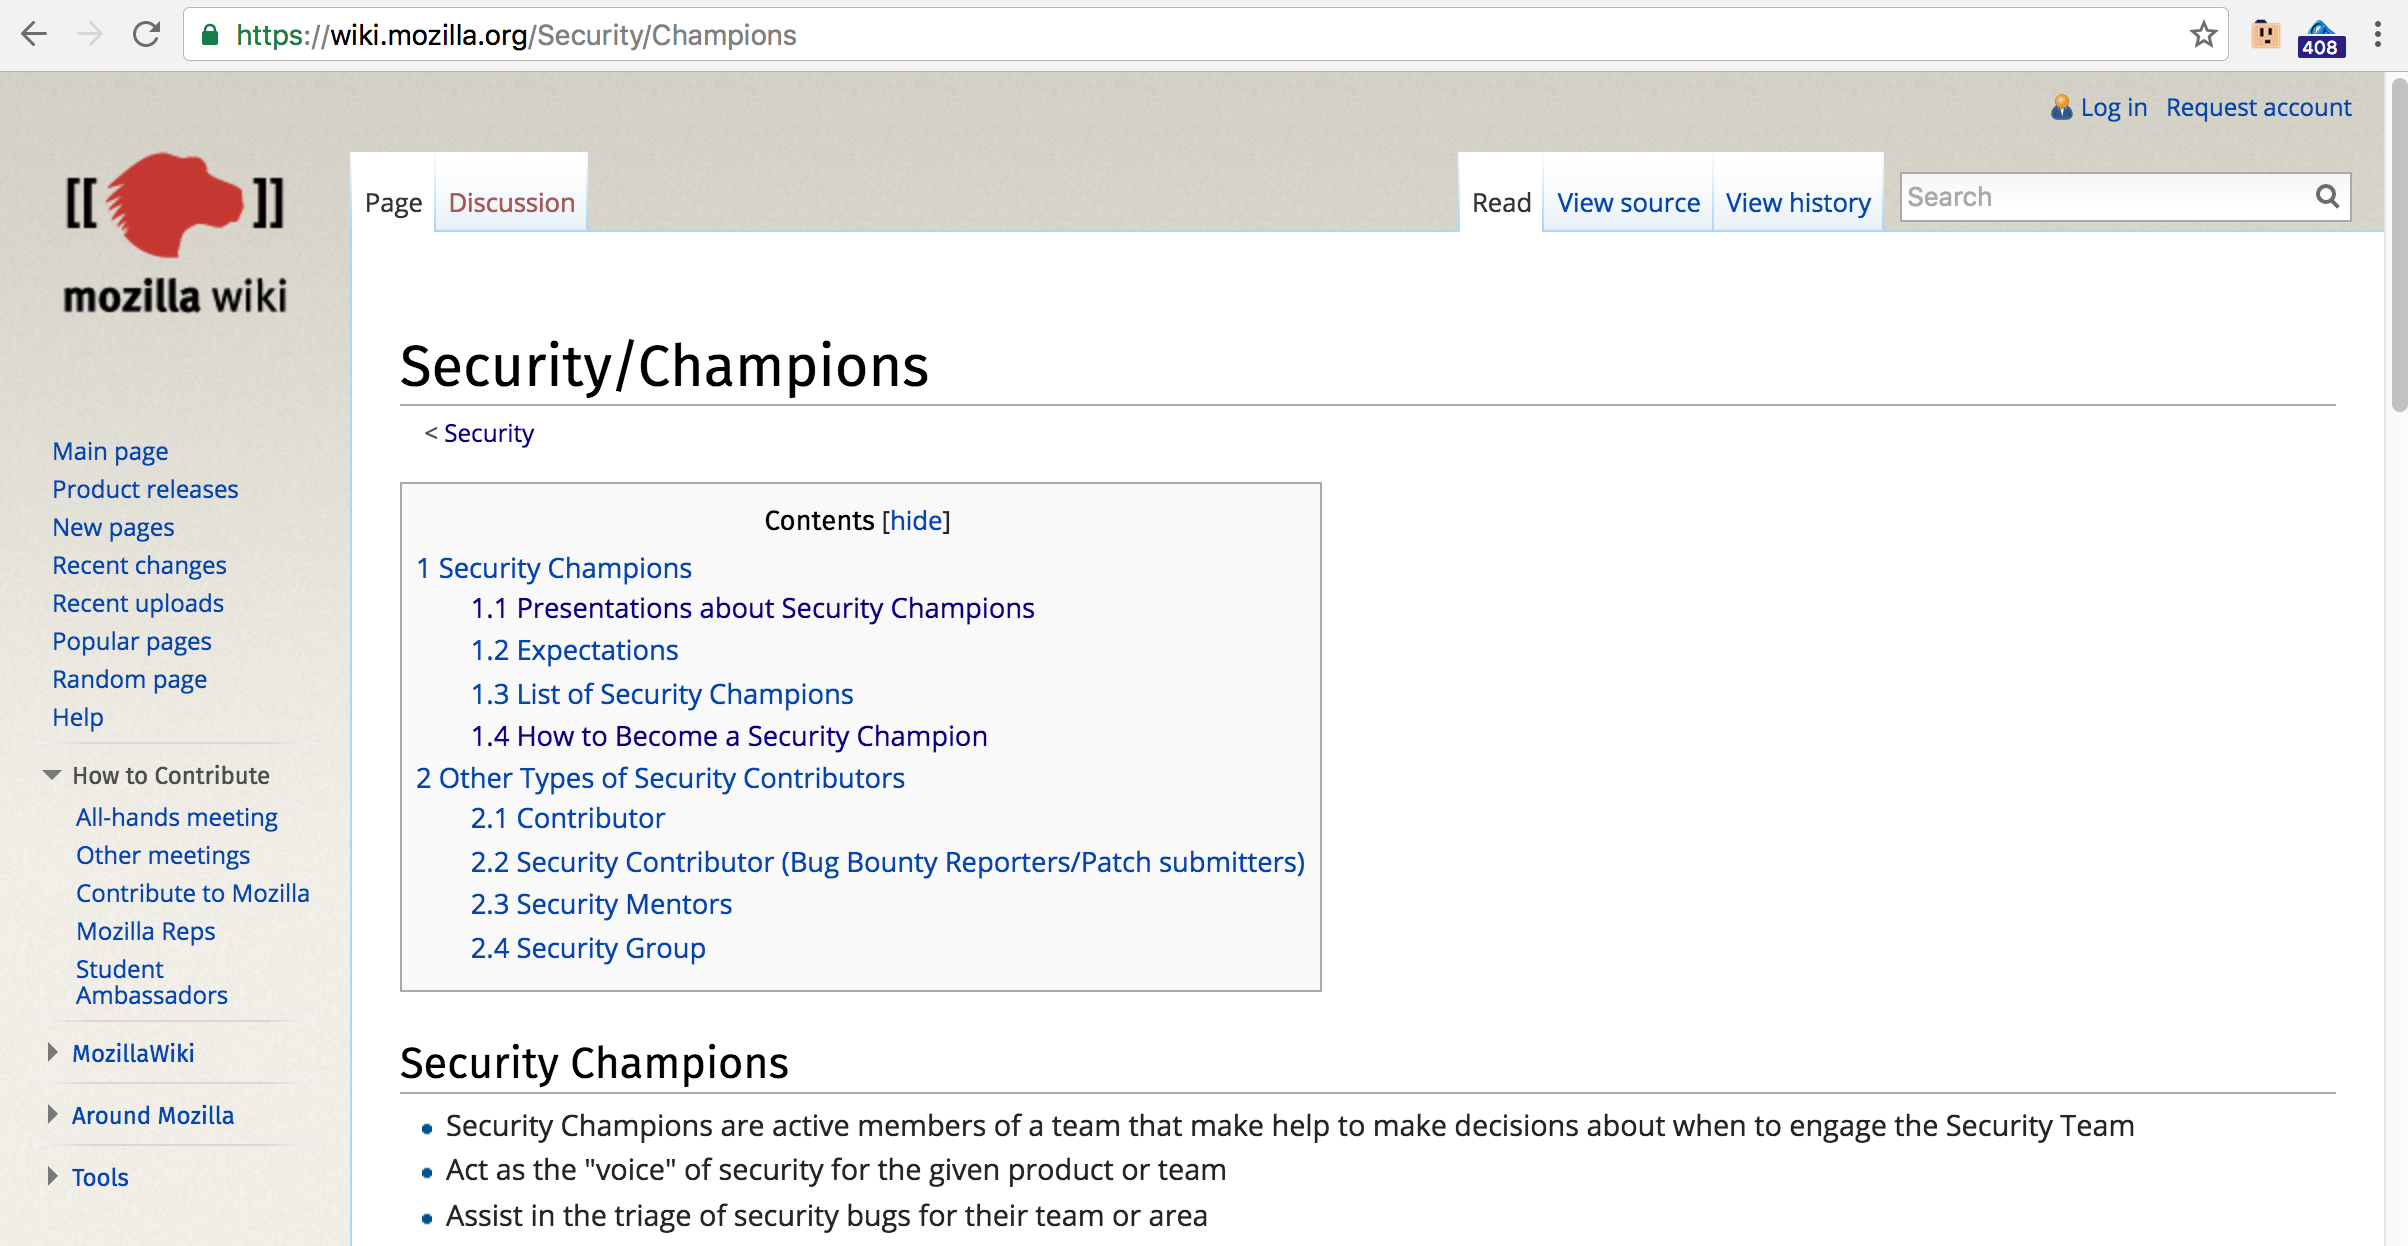 https://wiki.mozilla.org/Security/Champions
408
Log in Request account
[[ ]]
mozilla wiki
Page Discussion
Read View source View history
Search
Security/Champions
< Security
Main page
Product releases
New pages
Recent changes
Recent uploads
Popular pages
Random page
Help
How to Contribute
All-hands meeting
Other meetings
Contribute to Mozilla
Mozilla Reps
Student
Ambassadors
MozillaWiki
Around Mozilla
Tools
Contents [hide]
1 Security Champions
1.1 Presentations about Security Champions
1.2 Expectations
1.3 List of Security Champions
1.4 How to Become a Security Champion
2 Other Types of Security Contributors
2.1 Contributor
2.2 Security Contributor (Bug Bounty Reporters/Patch submitters)
2.3 Security Mentors
2.4 Security Group
Security Champions
Security Champions are active members of a team that make help to make decisions about when to engage the Security Team
Act as the "voice" of security for the given product or team
Assist in the triage of security bugs for their team or area